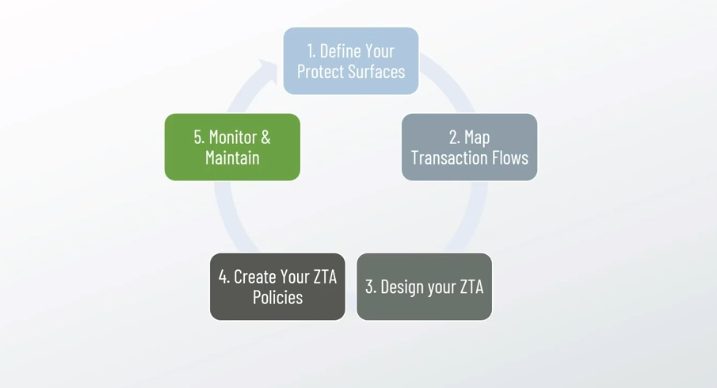 1. Define Your
Protect Surfaces
2. Map
Transaction Flows
3. Design your ZTA
4. Create Your ZTA
Policies
5. Monitor &
Maintain